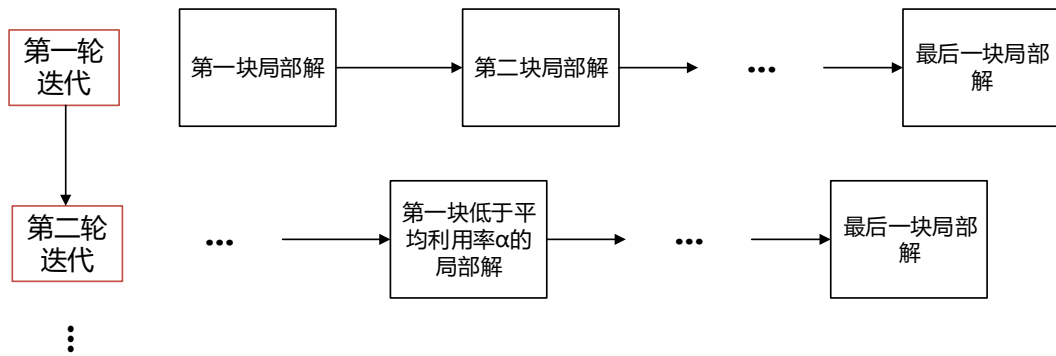 第一轮
迭代
第一块局部解
第二块局部解
...
最后一块局部
解
第二轮
迭代
...
第一块低于平
均利用率α的
局部解
...
最后一块局部
解
...